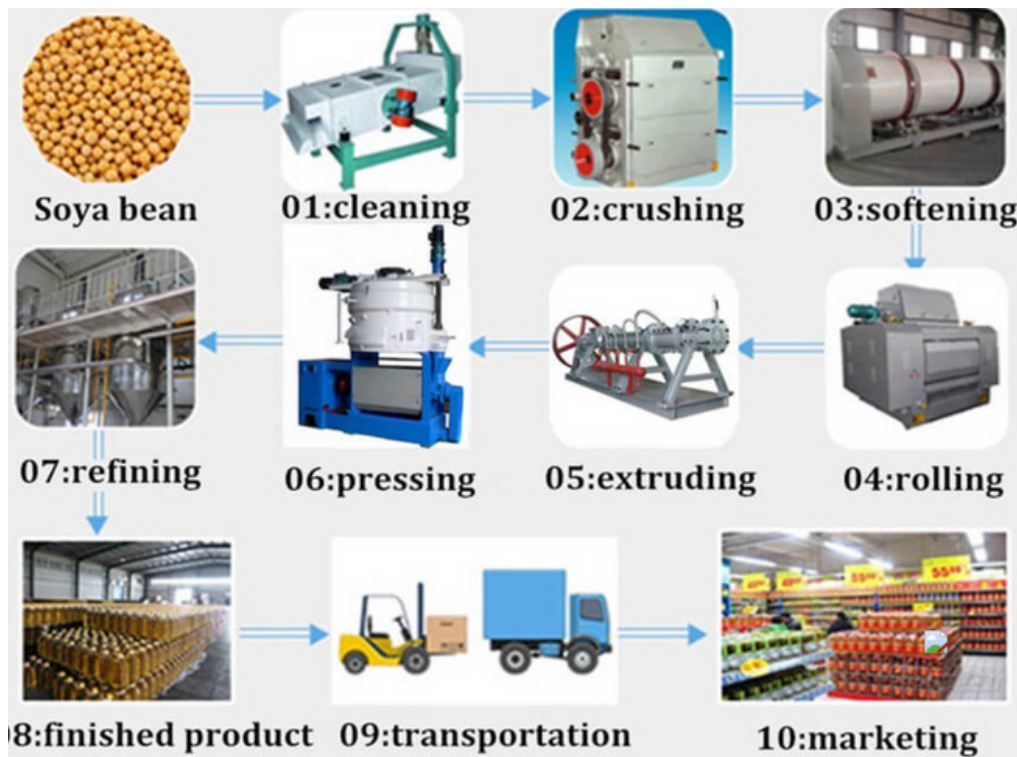 Soya bean
01:cleaning
02:crushing
03:softening
07:refining
06:pressing
05:extruding
04:rolling
8:finished product
09:transportation
10:marketing